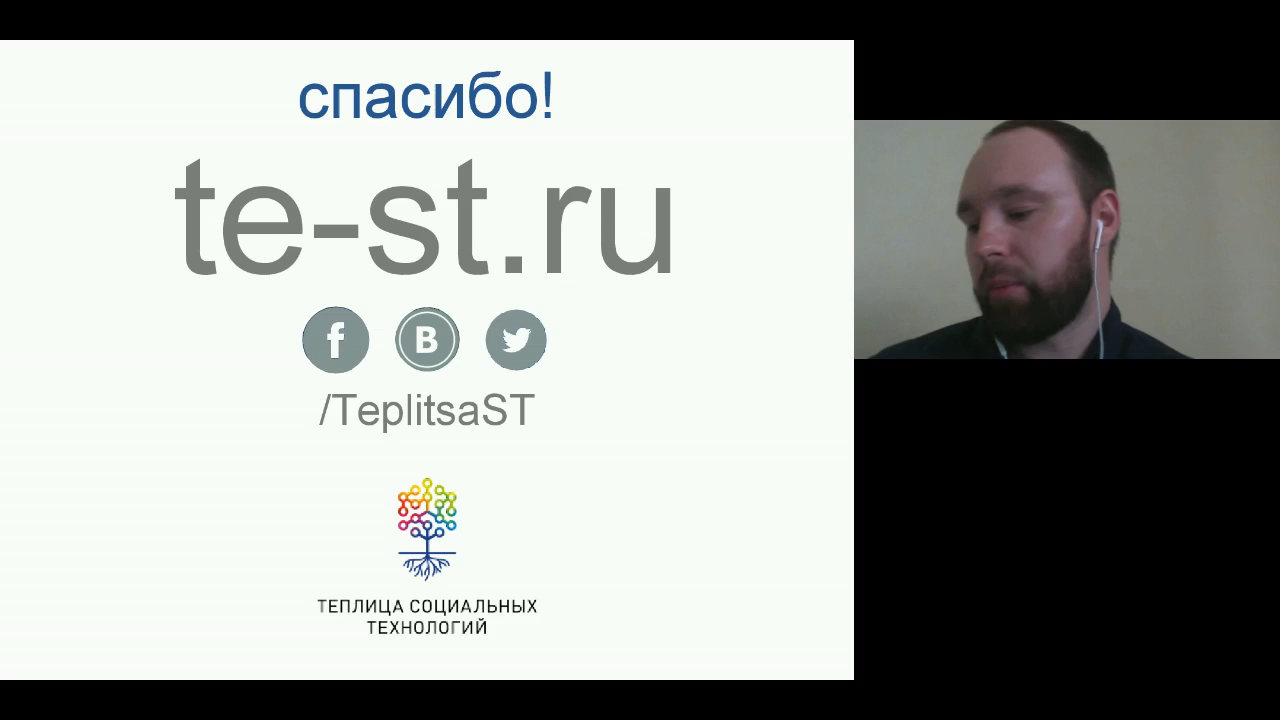 спасибо!
te-st.ru
/TeplitsaST
ТЕПЛИЦА СОЦИАЛЬНЫХ
ТЕХНОЛОГИЙ